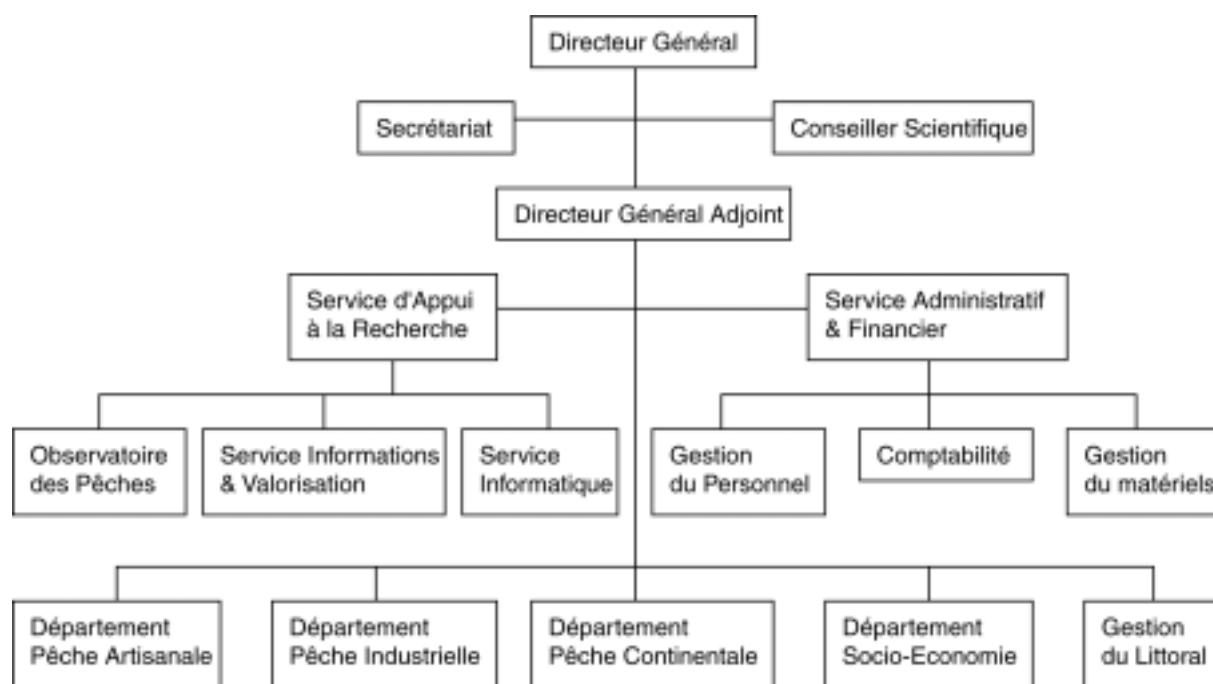 Directeur Général
Secrétariat
Conseiller Scientifique
Directeur Général Adjoint
Service d'Appui
à la Recherche
Service Administratif
& Financier
Observatoire
des Pêches
Service Informations
& Valorisation
Service
Informatique
Gestion
du Personnel
Comptabilité
Gestion
du matériels
Département
Pêche Artisanale
Département
Pêche Industrielle
Département
Pêche Continentale
Département
Socio-Economie
Gestion
du Littoral